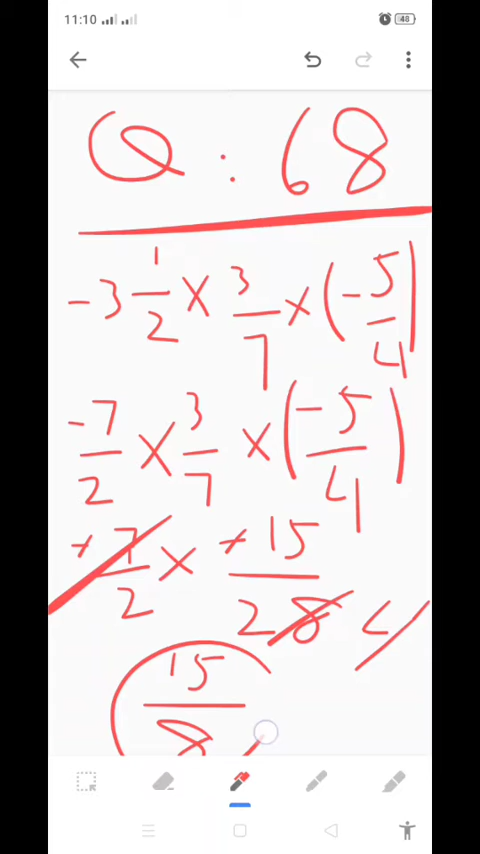 11:10
48
Q : 68
-3 1/2 × 3/7 × (-5/4)
-7/2 × 3/7 × (-5/4)
+7/2 × +15/28 4
15/8